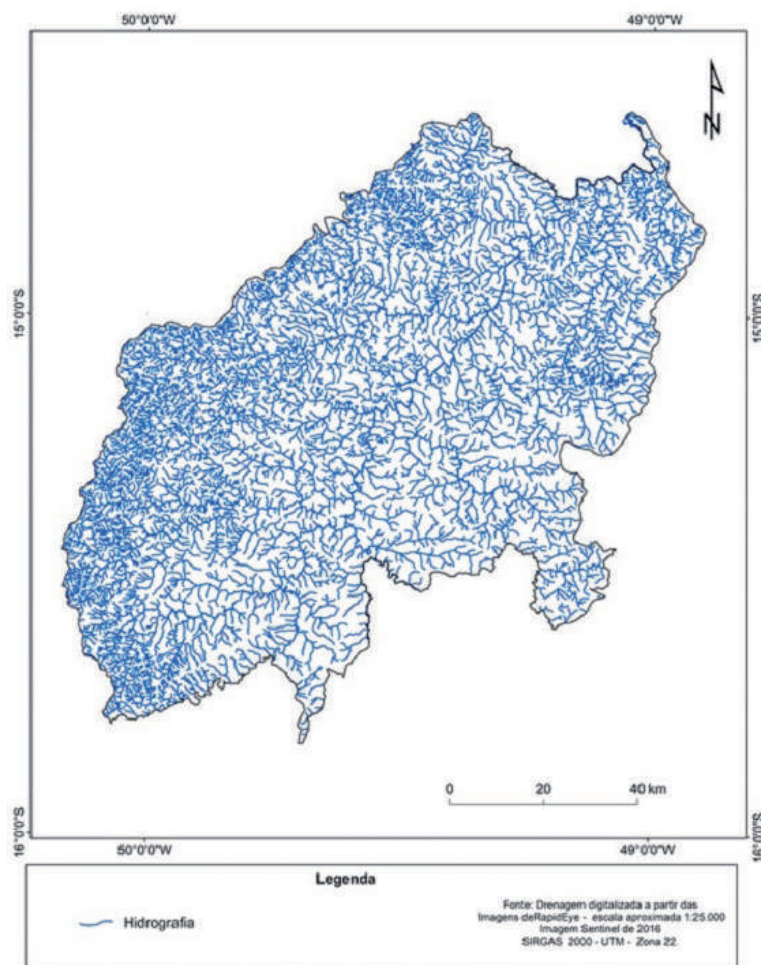 50°0'0"W 49°0'0"W
N
15°0'0"S 15°0'0"S
0 20 40 km
16°0'0"S 16°0'0"S
50°0'0"W 49°0'0"W
Legenda
Hidrografia
Fonte: Drenagem digitalizada a partir das
Imagens deRapidEye - escala aproximada 1:25.000
Imagem Sentinel de 2016
SIRGAS 2000 - UTM - Zona 22